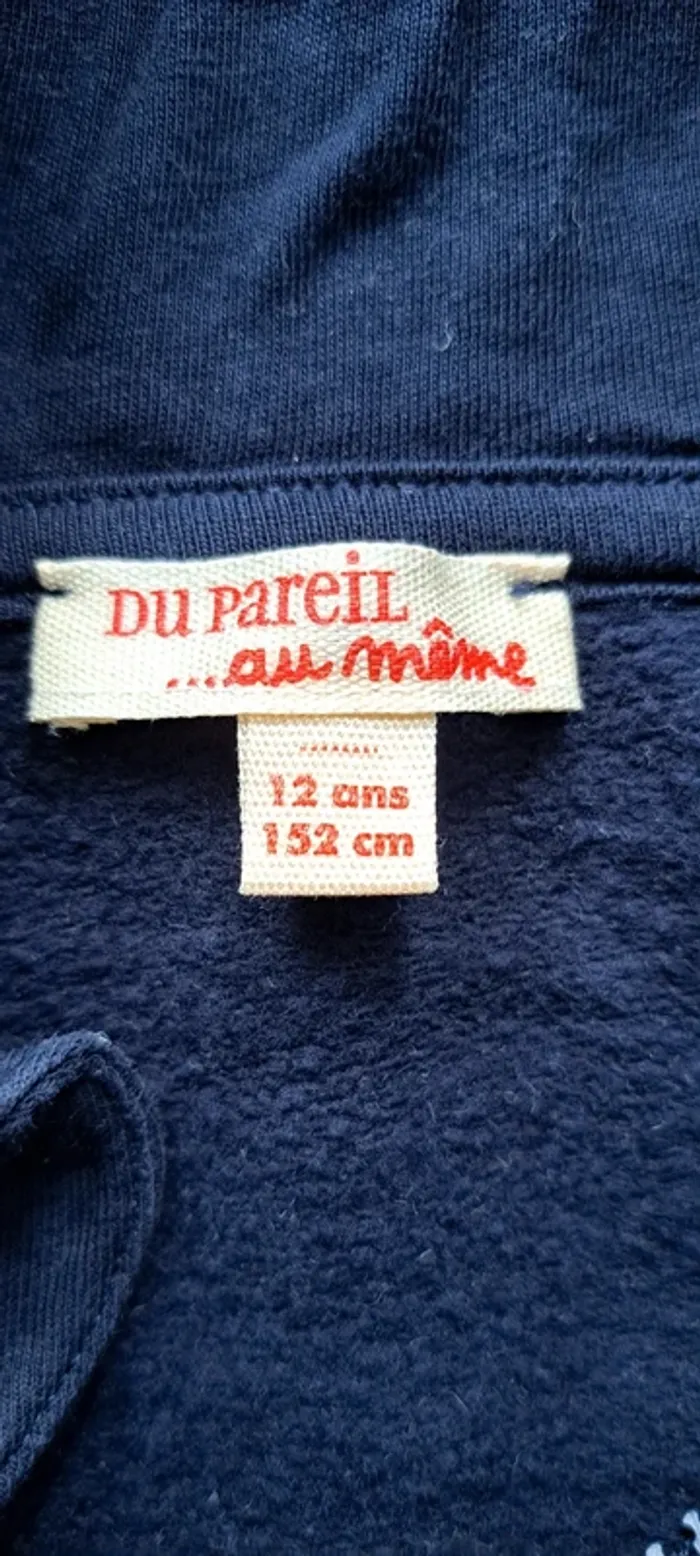 DU PAREIL
...au même
12 ans
152 cm